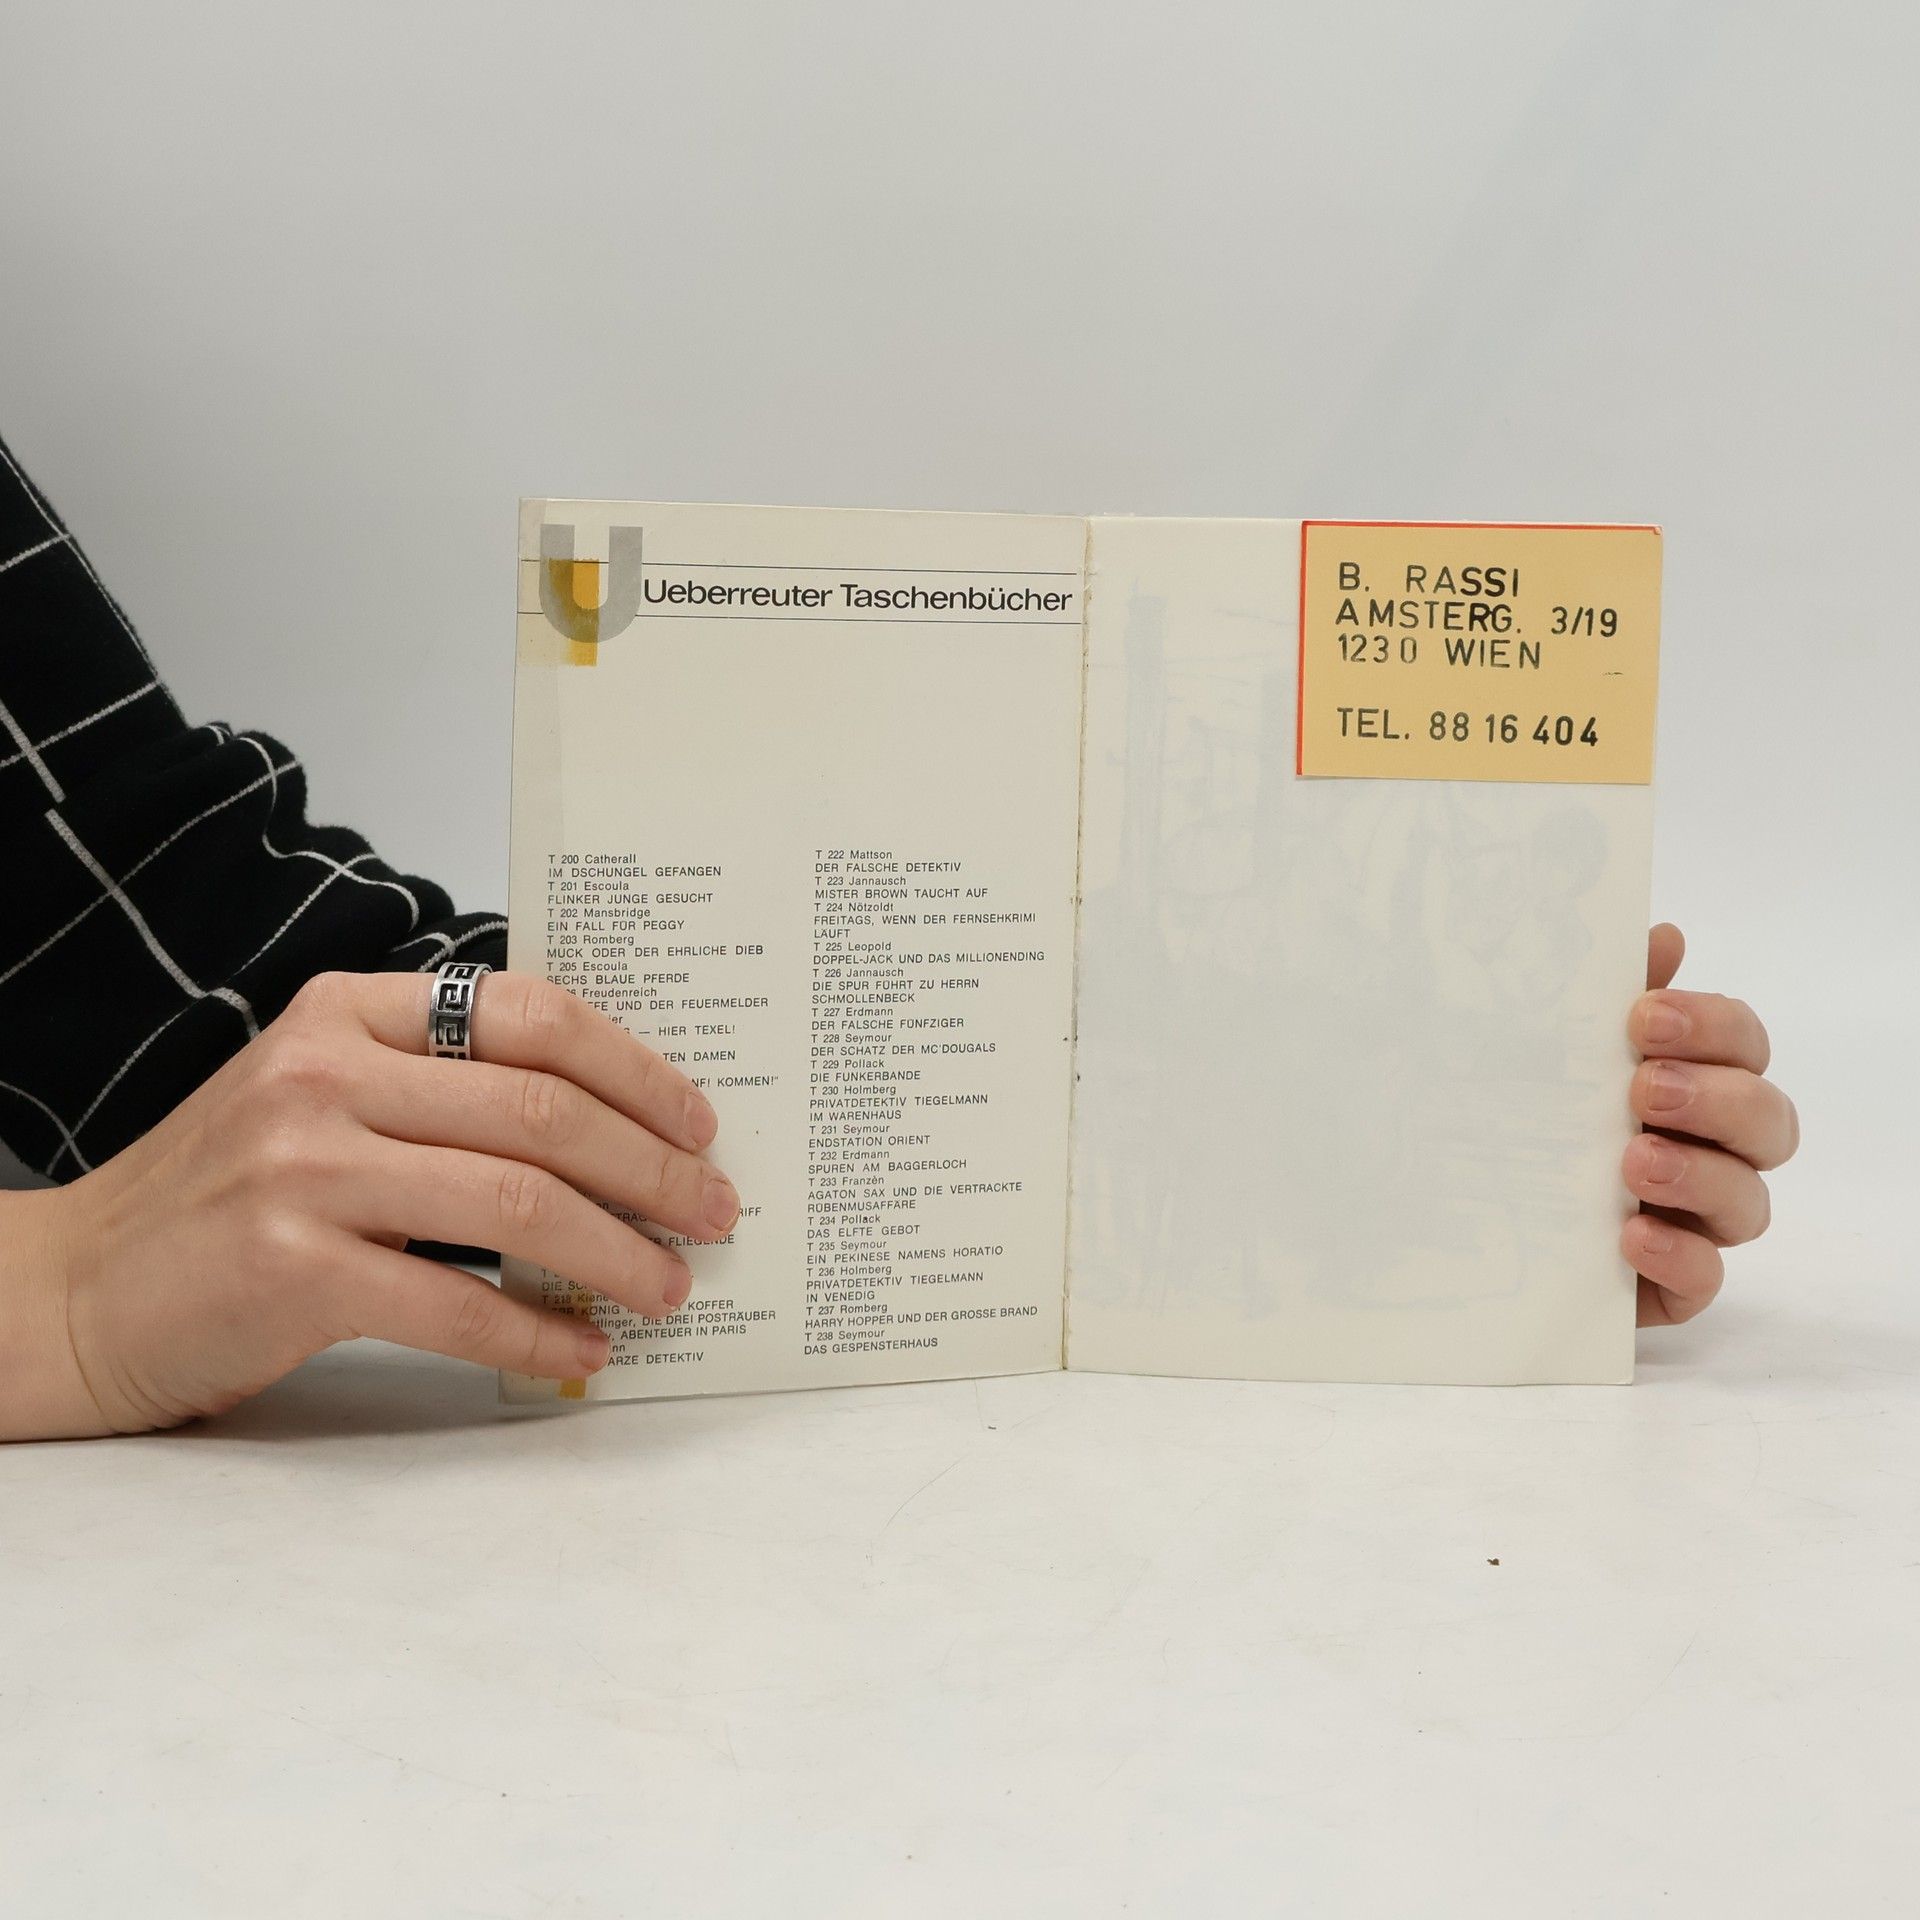 U
Ueberreuter Taschenbücher
T 200 Catherall
IM DSCHUNGEL GEFANGEN
T 201 Escoula
FLINKER JUNGE GESUCHT
T 202 Mansbridge
EIN FALL FÜR PEGGY
T 203 Romberg
MUCK ODER DER EHRLICHE DIEB
T 205 Escoula
SECHS BLAUE PFERDE
Freudenreich
UND DER FEUERMELDER
— HIER TEXEL!
DAMEN
KOMMEN!"
FLIEGENDE
T 218
KÖNIG KOFFER
DIE DREI POSTRÄUBER
ABENTEUER IN PARIS
DETEKTIV
T 222 Mattson
DER FALSCHE DETEKTIV
T 223 Jannausch
MISTER BROWN TAUCHT AUF
T 224 Nötzoldt
FREITAGS, WENN DER FERNSEHKRIMI
LÄUFT
T 225 Leopold
DOPPEL-JACK UND DAS MILLIONENDING
T 226 Jannausch
DIE SPUR FÜHRT ZU HERRN
SCHMOLLENBECK
T 227 Erdmann
DER FALSCHE FÜNFZIGER
T 228 Seymour
DER SCHATZ DER MC'DOUGALS
T 229 Pollack
DIE FUNKERBANDE
T 230 Holmberg
PRIVATDETEKTIV TIEGELMANN
IM WARENHAUS
T 231 Seymour
ENDSTATION ORIENT
T 232 Erdmann
SPUREN AM BAGGERLOCH
T 233 Franzèn
AGATON SAX UND DIE VERTRACKTE
RÜBENMUSAFFÄRE
T 234 Pollack
DAS ELFTE GEBOT
T 235 Seymour
EIN PEKINESE NAMENS HORATIO
T 236 Holmberg
PRIVATDETEKTIV TIEGELMANN
IN VENEDIG
T 237 Romberg
HARRY HOPPER UND DER GROSSE BRAND
T 238 Seymour
DAS GESPENSTERHAUS
B. RASSI
AMSTERG. 3/19
1230 WIEN
TEL. 88 16 404